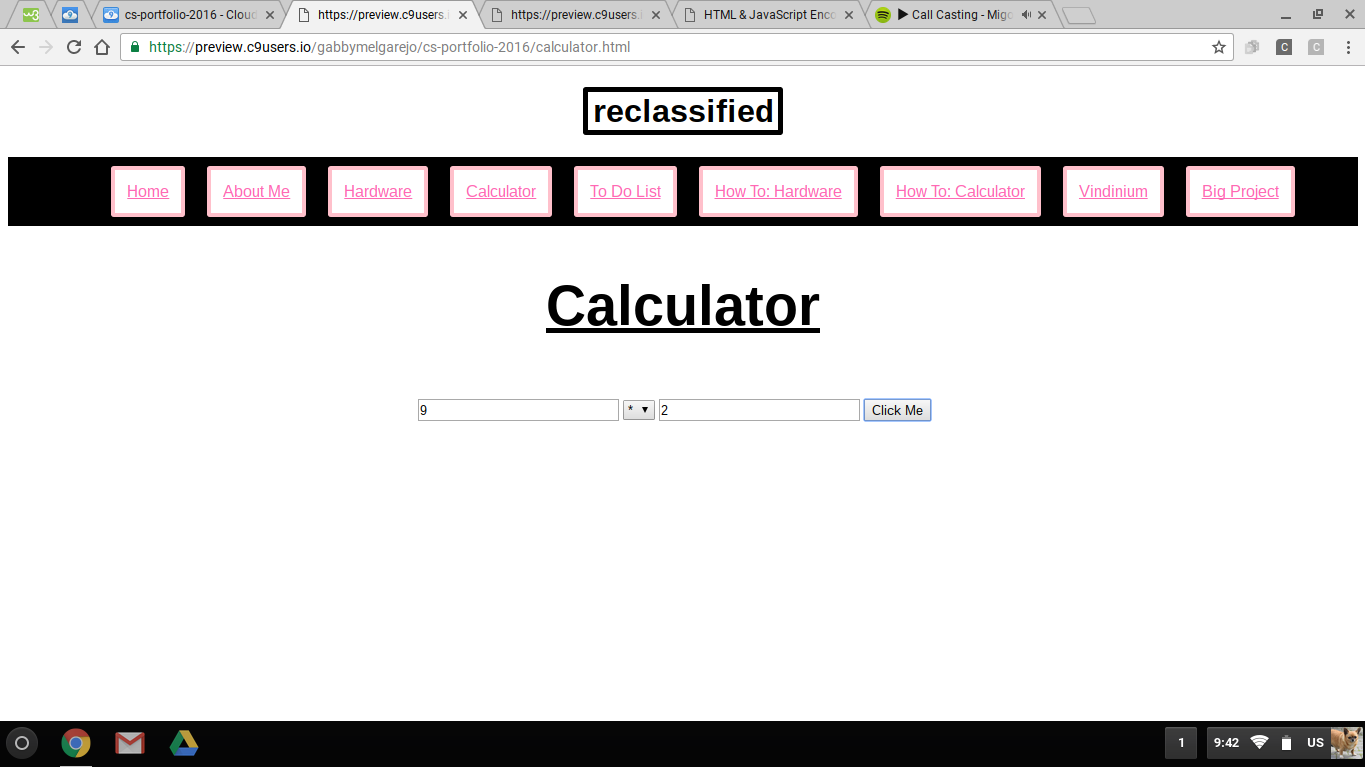 cs-portfolio-2016 - Cloud
https://preview.c9users.i
https://preview.c9users.
HTML & JavaScript Enco
▶ Call Casting - Migo
https://preview.c9users.io/gabbymelgarejo/cs-portfolio-2016/calculator.html
C
C
reclassified
Home About Me Hardware Calculator To Do List How To: Hardware How To: Calculator Vindinium Big Project
Calculator
9 * ▼ 2 Click Me
1 9:42 US